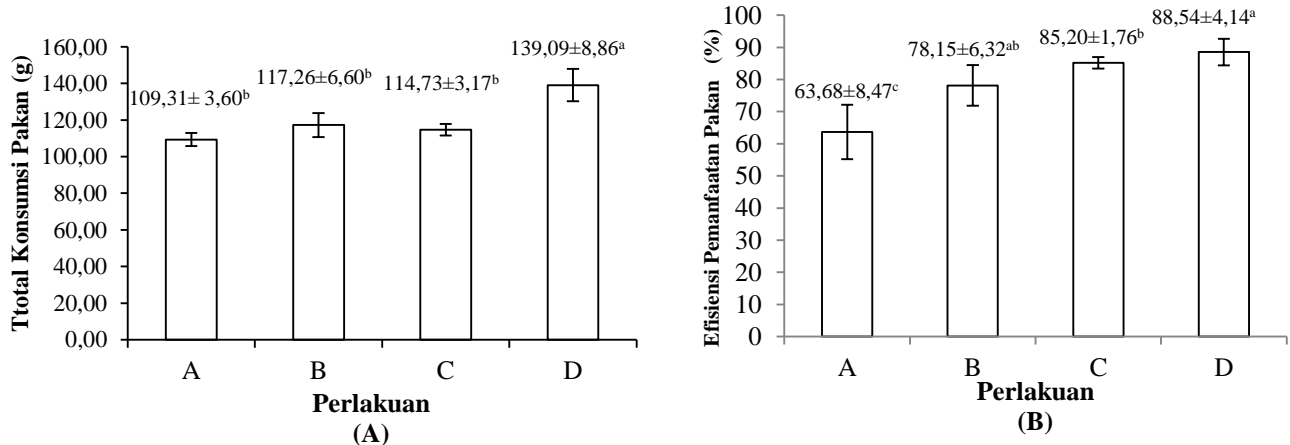 Ttotal Konsumsi Pakan (g)
160,00
140,00
120,00
100,00
80,00
60,00
40,00
20,00
0,00
109,31± 3,60ᵇ
117,26±6,60ᵇ
114,73±3,17ᵇ
139,09±8,86ᵃ
A B C D
Perlakuan
(A)
Efisiensi Pemanfaatan Pakan (%)
100
90
80
70
60
50
40
30
20
10
0
63,68±8,47ᶜ
78,15±6,32ᵃᵇ
85,20±1,76ᵇ
88,54±4,14ᵃ
A B C D
Perlakuan
(B)